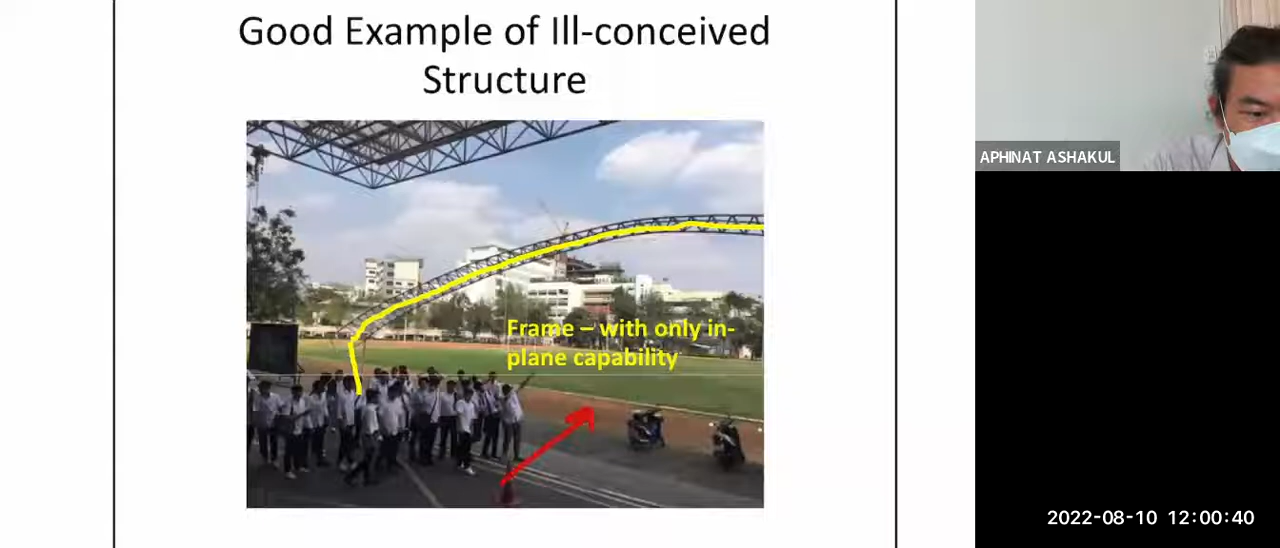 Good Example of Ill-conceived
Structure
Frame – with only in-
plane capability
APHINAT ASHAKUL
2022-08-10 12:00:40